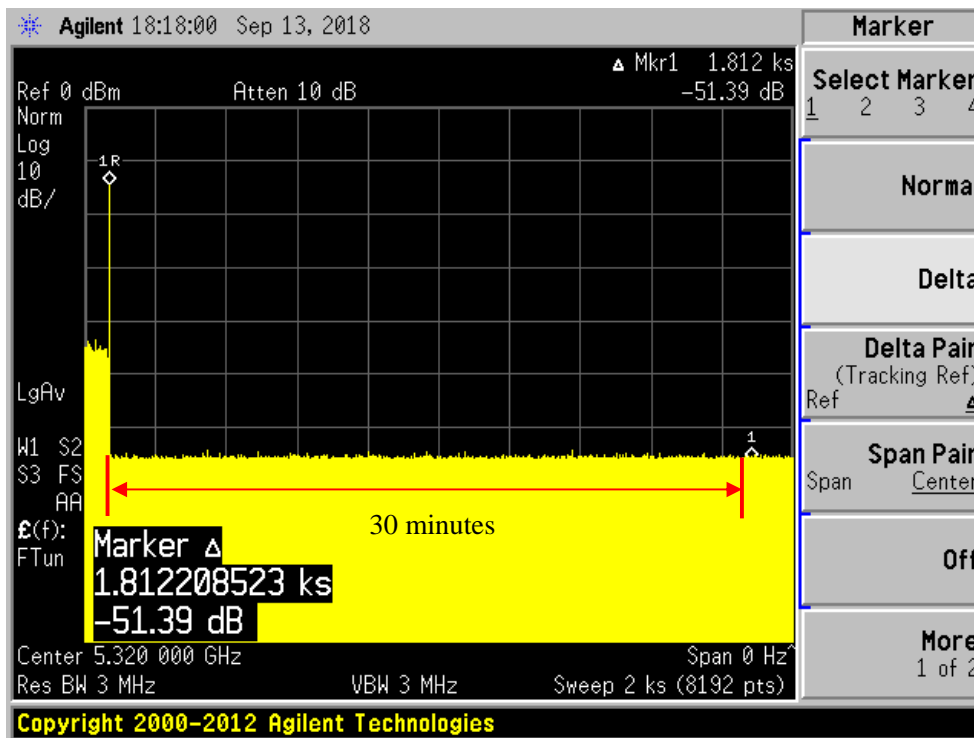 Agilent 18:18:00 Sep 13, 2018
Δ Mkr1 1.812 ks
Ref 0 dBm Atten 10 dB -51.39 dB
Norm
Log
10
dB/
1R
LgAv
W1 S2
S3 FS
AA
£(f):
FTun
1
30 minutes
Marker Δ
1.812208523 ks
-51.39 dB
Center 5.320 000 GHz Span 0 Hz^
Res BW 3 MHz VBW 3 MHz Sweep 2 ks (8192 pts)
Copyright 2000-2012 Agilent Technologies
Marker
Select Marker
1 2 3 4
Norma
Delta
Delta Pair
(Tracking Ref)
Ref Δ
Span Pair
Span Center
Off
More
1 of 2